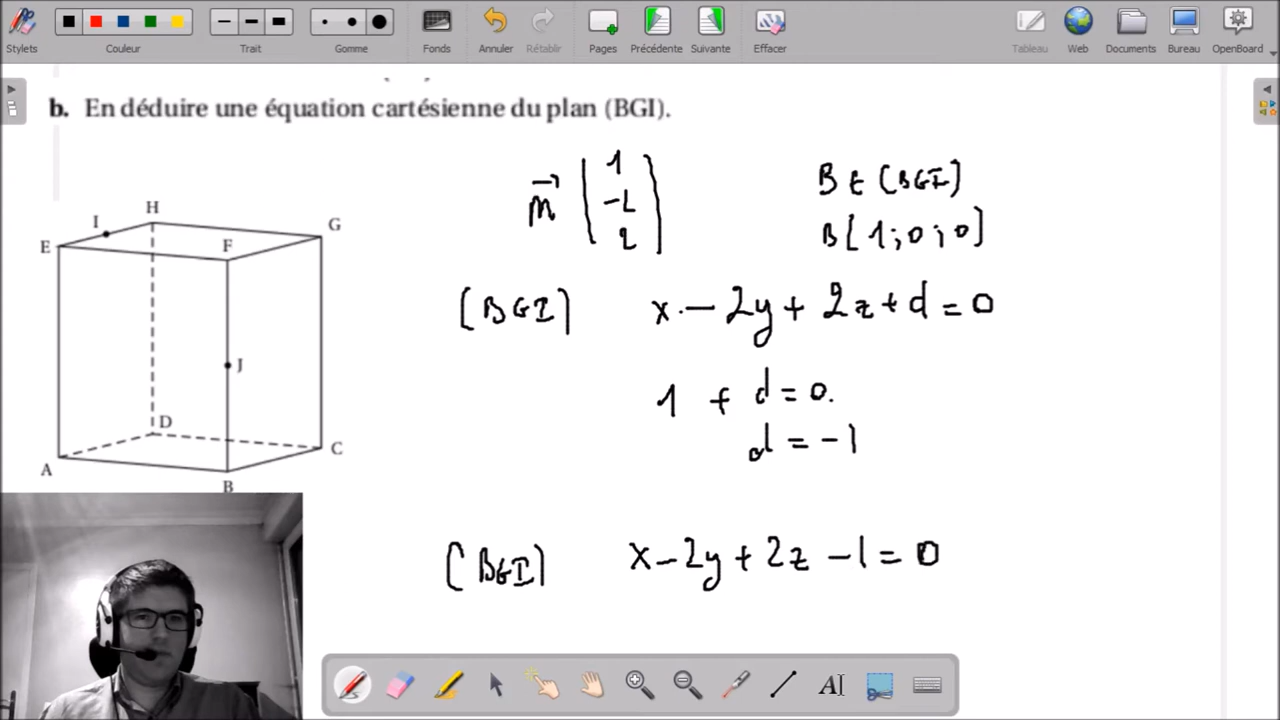 Stylets Couleur Trait Gomme Fonds Annuler Rétablir Pages Précédente Suivante Effacer Tableau Web Documents Bureau OpenBoard
b. En déduire une équation cartésienne du plan (BGI).
1
n -2
2
B ∈ (BGI)
B(1;0;0)
(BGI) x - 2y + 2z + d = 0
1 + d = 0.
d = -1
(BGI) x - 2y + 2z - 1 = 0
I H G
E F
J
D
A B C
AI